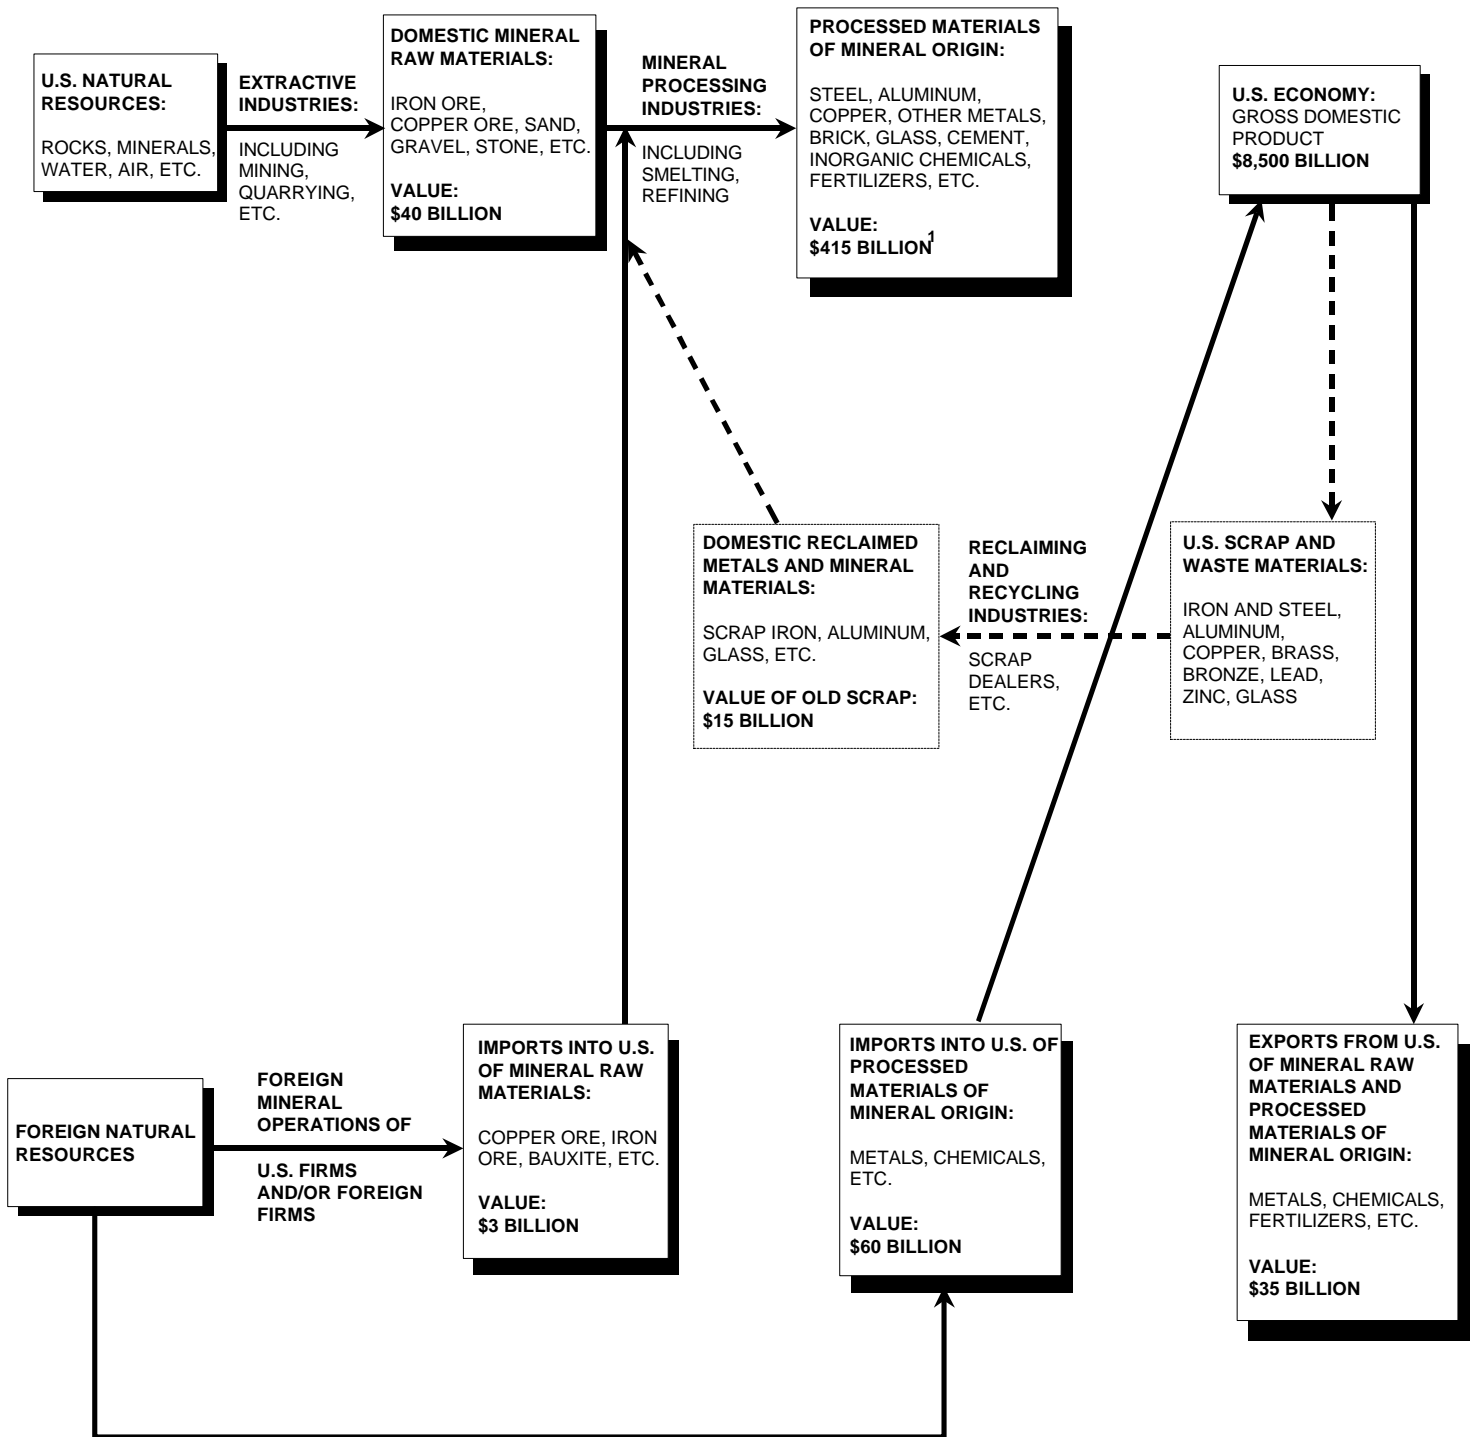 U.S. NATURAL
RESOURCES:
ROCKS, MINERALS,
WATER, AIR, ETC.
EXTRACTIVE
INDUSTRIES:
INCLUDING
MINING,
QUARRYING,
ETC.
DOMESTIC MINERAL
RAW MATERIALS:
IRON ORE,
COPPER ORE, SAND,
GRAVEL, STONE, ETC.
VALUE:
$40 BILLION
MINERAL
PROCESSING
INDUSTRIES:
INCLUDING
SMELTING,
REFINING
PROCESSED MATERIALS
OF MINERAL ORIGIN:
STEEL, ALUMINUM,
COPPER, OTHER METALS,
BRICK, GLASS, CEMENT,
INORGANIC CHEMICALS,
FERTILIZERS, ETC.
VALUE:
$415 BILLION1
U.S. ECONOMY:
GROSS DOMESTIC
PRODUCT
$8,500 BILLION
DOMESTIC RECLAIMED
METALS AND MINERAL
MATERIALS:
SCRAP IRON, ALUMINUM,
GLASS, ETC.
VALUE OF OLD SCRAP:
$15 BILLION
RECLAIMING
AND
RECYCLING
INDUSTRIES:
SCRAP
DEALERS,
ETC.
U.S. SCRAP AND
WASTE MATERIALS:
IRON AND STEEL,
ALUMINUM,
COPPER, BRASS,
BRONZE, LEAD,
ZINC, GLASS
FOREIGN NATURAL
RESOURCES
FOREIGN
MINERAL
OPERATIONS OF
U.S. FIRMS
AND/OR FOREIGN
FIRMS
IMPORTS INTO U.S.
OF MINERAL RAW
MATERIALS:
COPPER ORE, IRON
ORE, BAUXITE, ETC.
VALUE:
$3 BILLION
IMPORTS INTO U.S. OF
PROCESSED
MATERIALS OF
MINERAL ORIGIN:
METALS, CHEMICALS,
ETC.
VALUE:
$60 BILLION
EXPORTS FROM U.S.
OF MINERAL RAW
MATERIALS AND
PROCESSED
MATERIALS OF
MINERAL ORIGIN:
METALS, CHEMICALS,
FERTILIZERS, ETC.
VALUE:
$35 BILLION